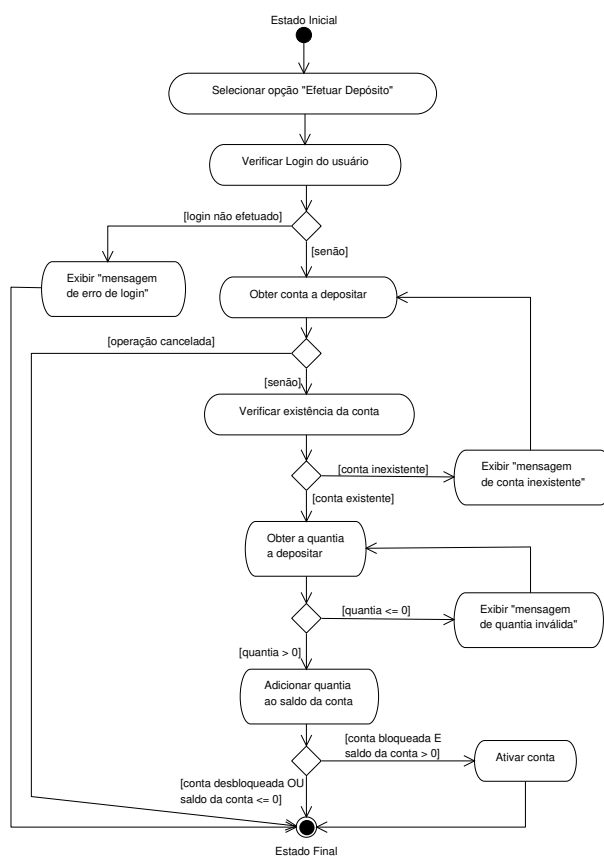 Estado Inicial
Selecionar opção "Efetuar Depósito"
Verificar Login do usuário
[login não efetuado]
[senão]
Exibir "mensagem
de erro de login"
Obter conta a depositar
[operação cancelada]
[senão]
Verificar existência da conta
[conta inexistente]
Exibir "mensagem
de conta inexistente"
[conta existente]
Obter a quantia
a depositar
[quantia <= 0]
Exibir "mensagem
de quantia inválida"
[quantia > 0]
Adicionar quantia
ao saldo da conta
[conta bloqueada E
saldo da conta > 0]
Ativar conta
[conta desbloqueada OU
saldo da conta <= 0]
Estado Final